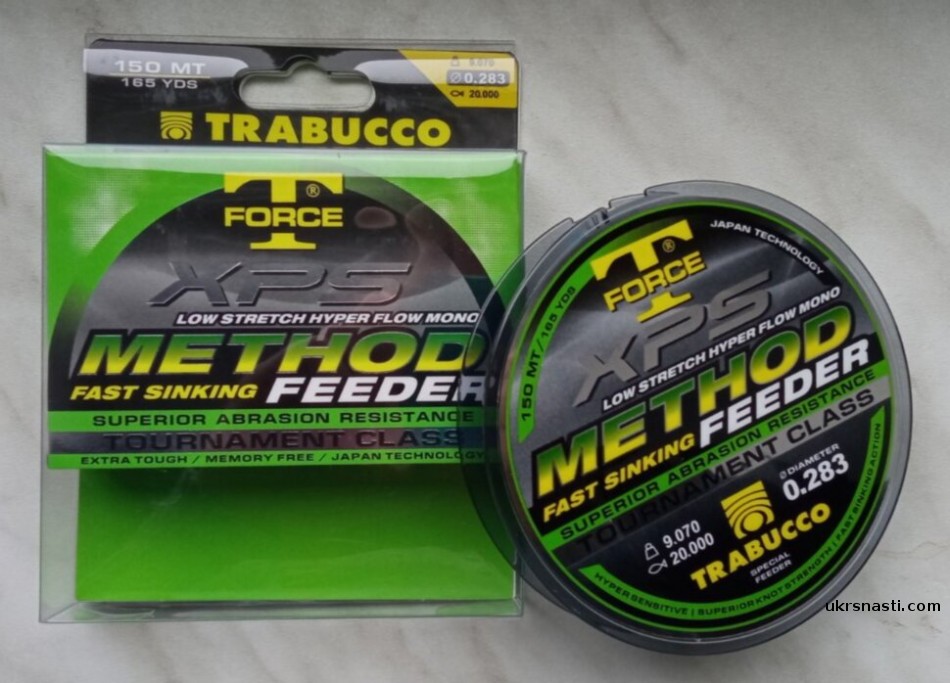 150 MT
165 YDS
9.070
Ø 0.283
20.000
TRABUCCO
T®
FORCE
XPS
LOW STRETCH HYPER FLOW MONO
METHOD
FAST SINKING FEEDER
SUPERIOR ABRASION RESISTANCE
TOURNAMENT CLASS
EXTRA TOUGH / MEMORY FREE / JAPAN TECHNOLOGY
JAPAN TECHNOLOGY
150 MT / 165 YDS
T®
FORCE
XPS
LOW STRETCH HYPER FLOW MONO
METHOD
FAST SINKING FEEDER
SUPERIOR ABRASION RESISTANCE
TOURNAMENT CLASS
Ø DIAMETER
0.283
9.070
20.000
TRABUCCO
SPECIAL
FEEDER
HYPER SENSITIVE | SUPERIOR KNOT STRENGTH | FAST SINKING ACTION
ukrsnasti.com